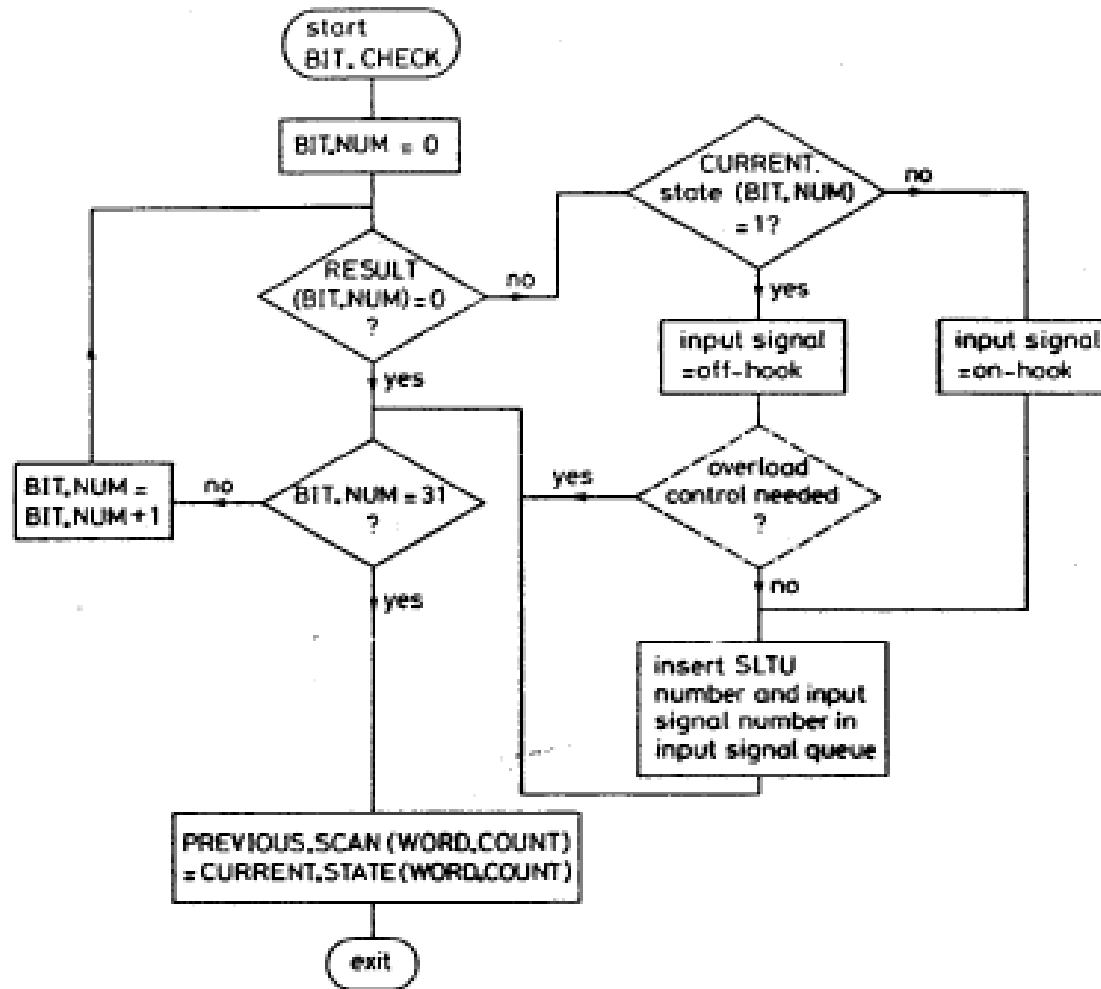 start
BIT. CHECK
BIT.NUM = 0
RESULT
(BIT.NUM)=0
?
no
yes
CURRENT.
state (BIT, NUM)
=1?
no
yes
input signal
=off-hook
input signal
=on-hook
overload
control needed
?
yes
no
insert SLTU
number and input
signal number in
input signal queue
BIT.NUM=31
?
no
yes
BIT.NUM =
BIT.NUM+1
PREVIOUS.SCAN(WORD.COUNT)
=CURRENT.STATE(WORD.COUNT)
exit